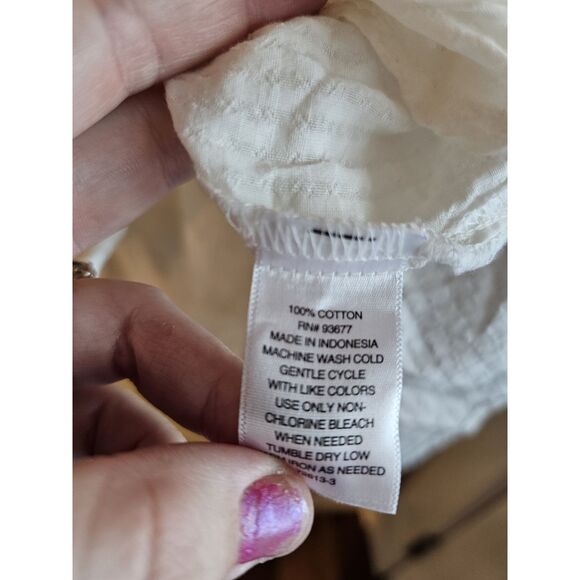 100% COTTON
RN# 93677
MADE IN INDONESIA
MACHINE WASH COLD
GENTLE CYCLE
WITH LIKE COLORS
USE ONLY NON-
CHLORINE BLEACH
WHEN NEEDED
TUMBLE DRY LOW
IRON AS NEEDED